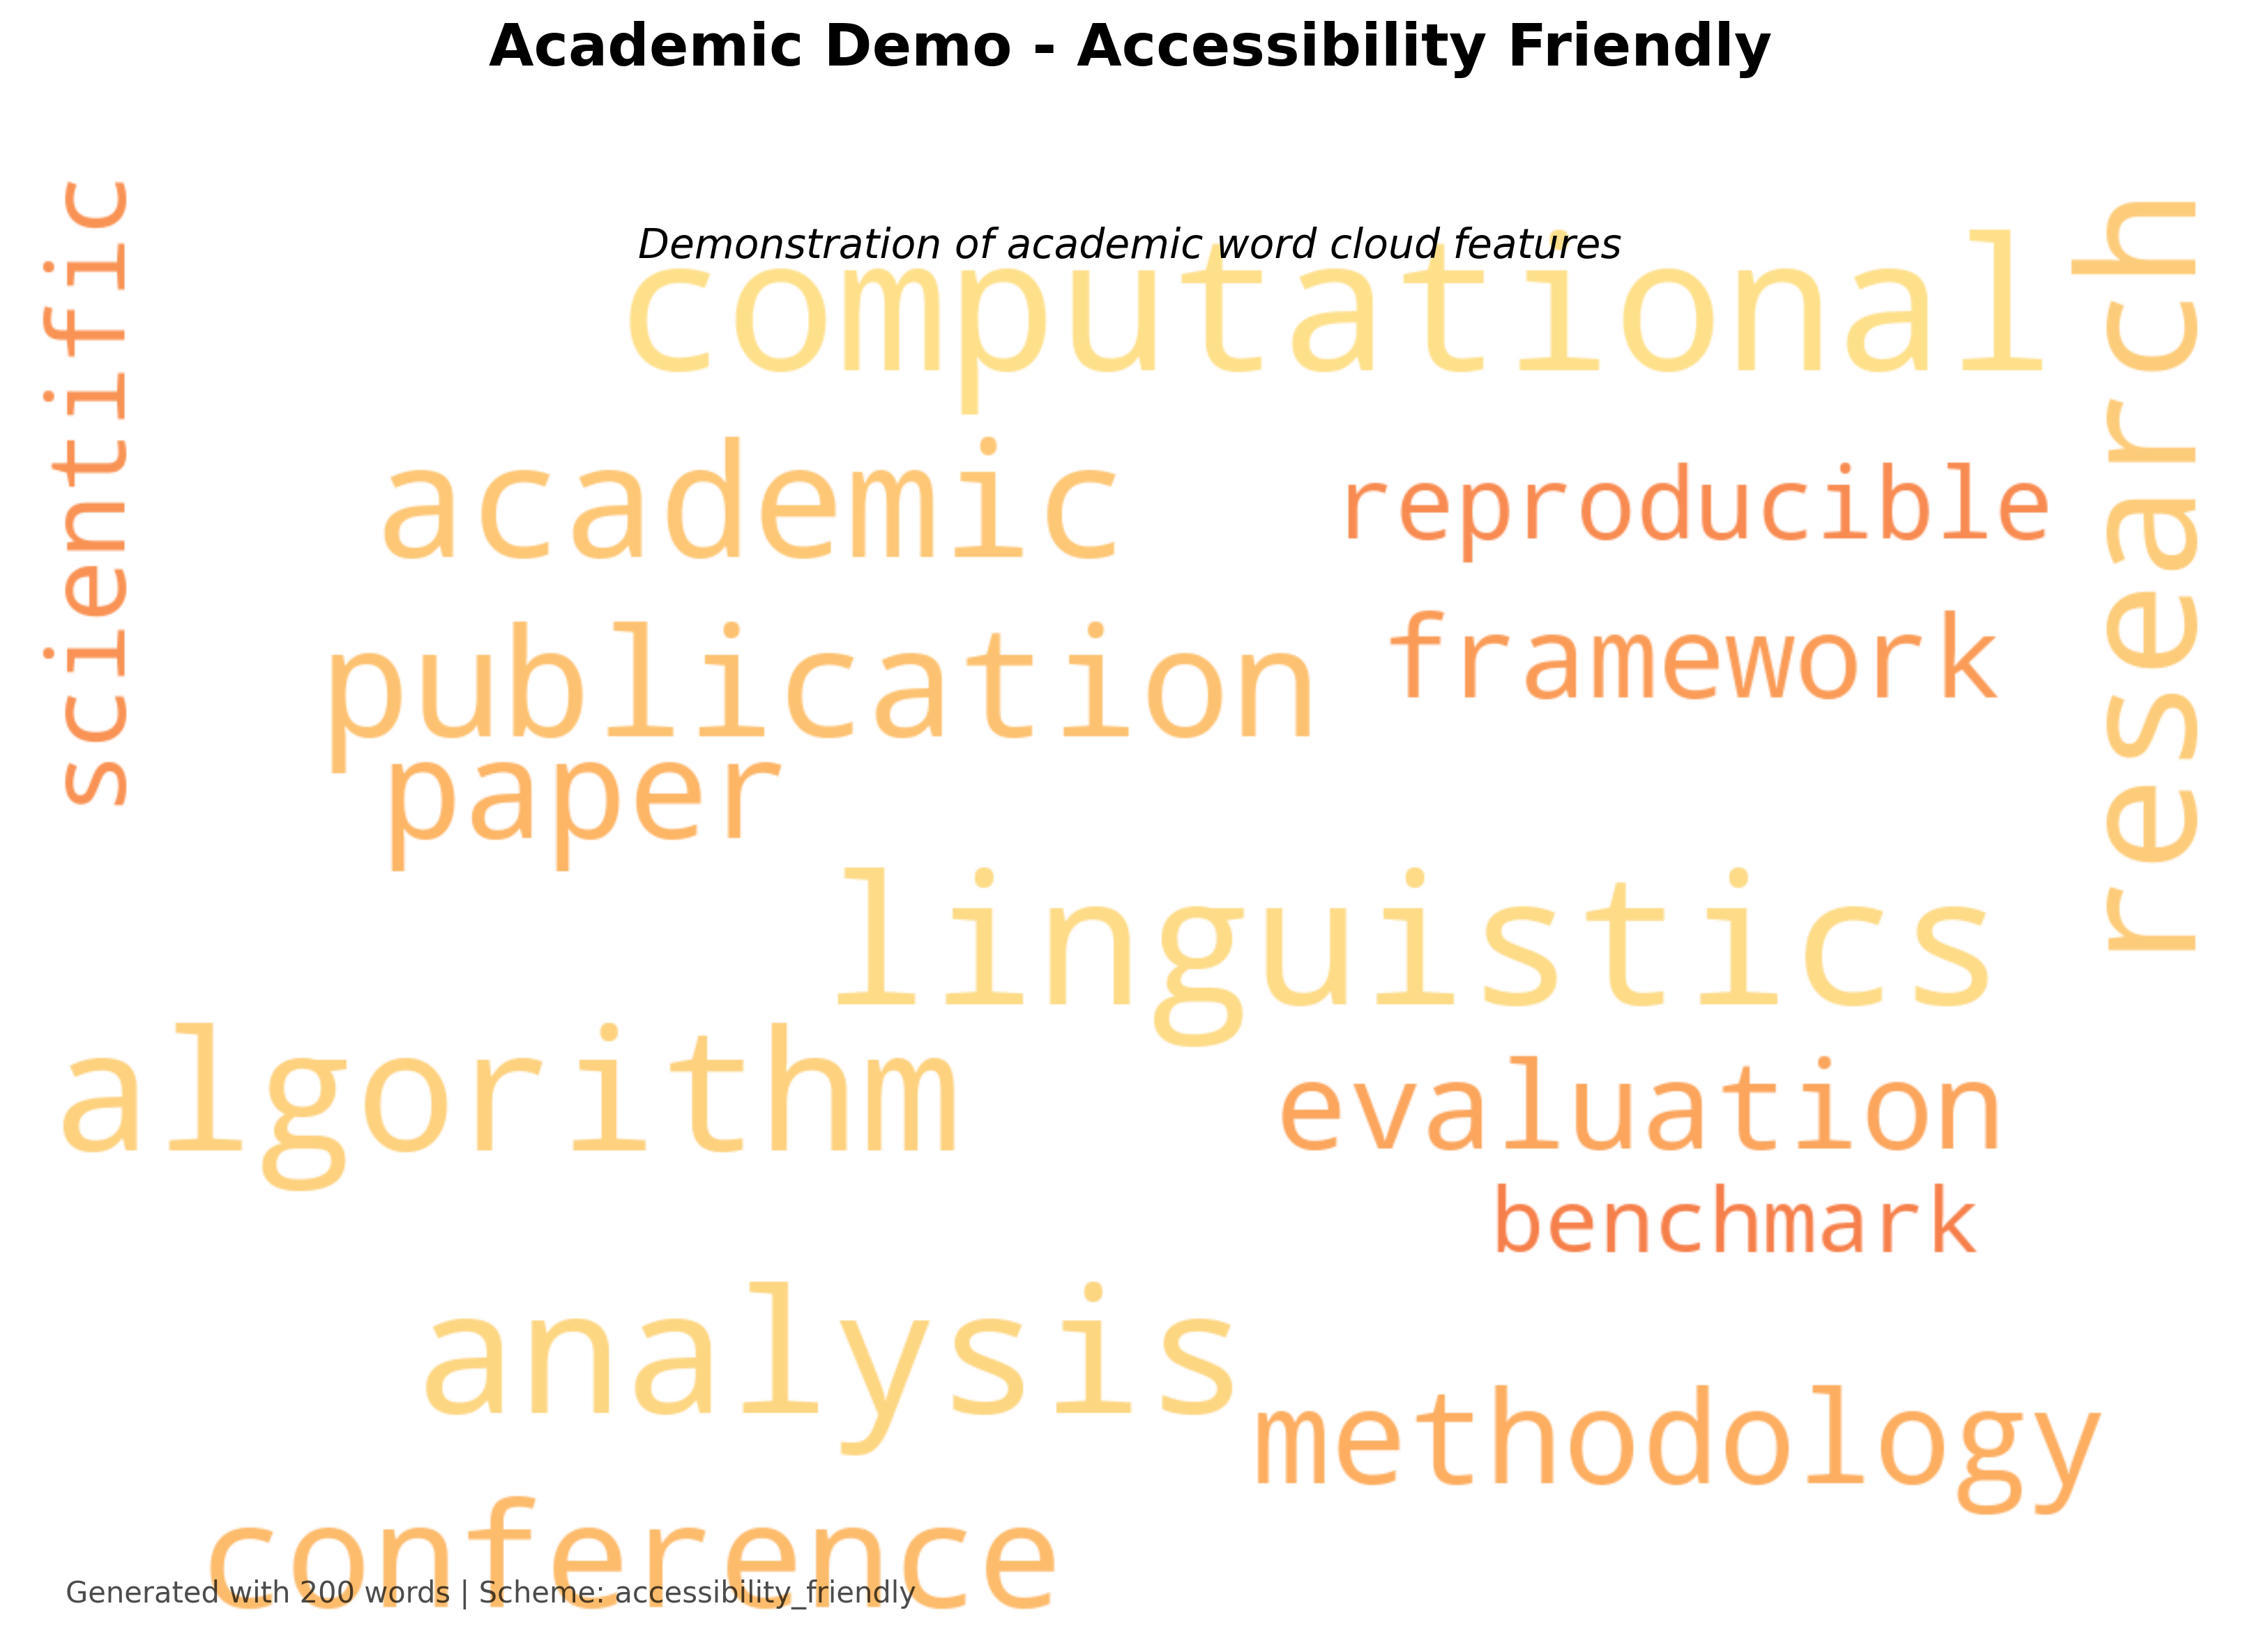 Academic Demo - Accessibility Friendly
Demonstration of academic word cloud features
computational
scientific
research
academic
reproducible
publication
framework
paper
linguistics
algorithm
evaluation
benchmark
analysis
methodology
conference
Generated with 200 words | Scheme: accessibility_friendly